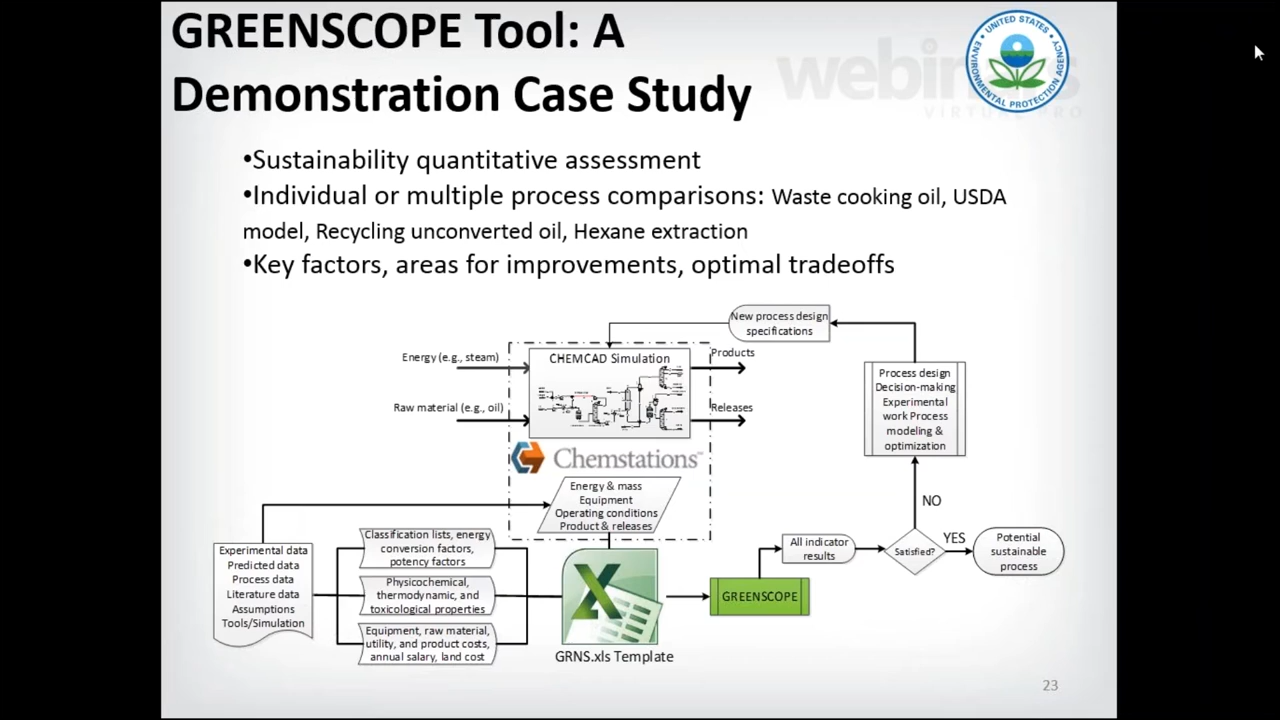 GREENSCOPE Tool: A
Demonstration Case Study
webinars
VIRTUAL PRO
UNITED STATES
ENVIRONMENTAL PROTECTION AGENCY
•Sustainability quantitative assessment
•Individual or multiple process comparisons: Waste cooking oil, USDA
model, Recycling unconverted oil, Hexane extraction
•Key factors, areas for improvements, optimal tradeoffs
New process design
specifications
Energy (e.g., steam)
CHEMCAD Simulation
Products
Raw material (e.g., oil)
Releases
Process design
Decision-making
Experimental
work Process
modeling &
optimization
Chemstations™
Energy & mass
Equipment
Operating conditions
Product & releases
NO
Experimental data
Predicted data
Process data
Literature data
Assumptions
Tools/Simulation
Classification lists, energy
conversion factors,
potency factors
Physicochemical,
thermodynamic, and
toxicological properties
Equipment, raw material,
utility, and product costs,
annual salary, land cost
GRNS.xls Template
GREENSCOPE
All indicator
results
Satisfied?
YES
Potential
sustainable
process
23